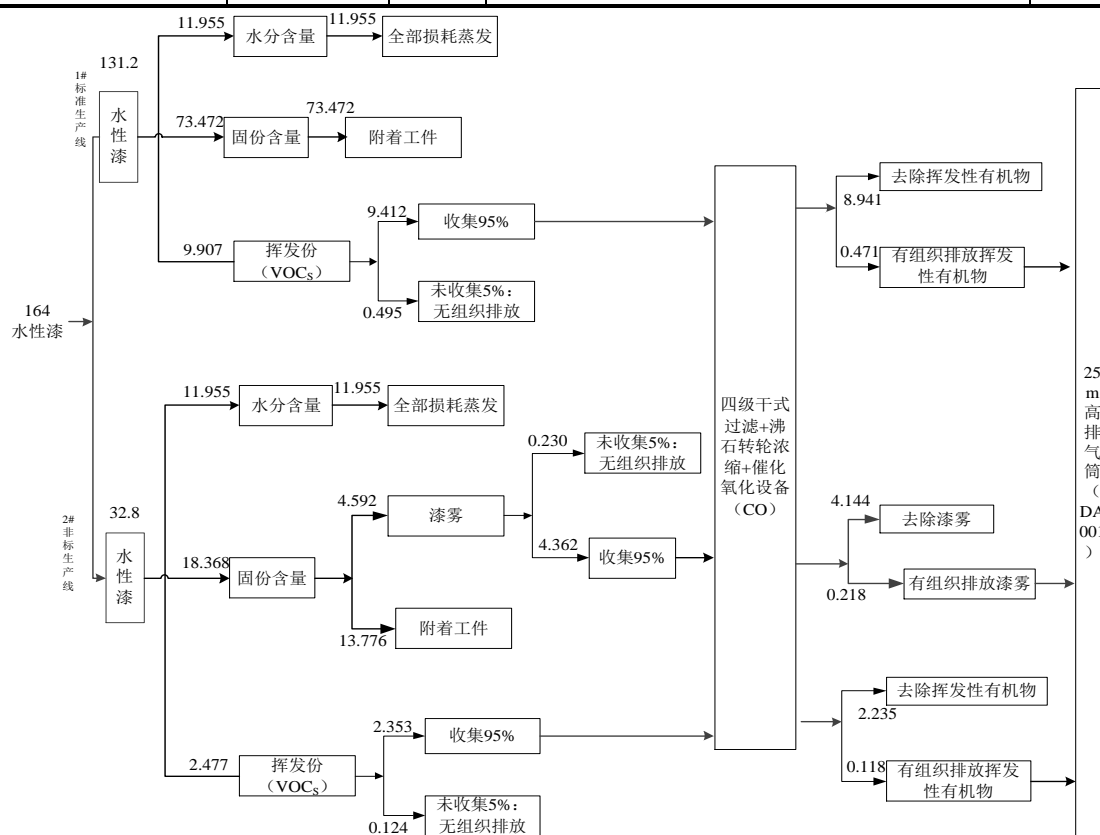 11.955
水分含量
11.955
全部损耗蒸发
1#标准生产线
131.2
水性漆
73.472
固份含量
73.472
附着工件
9.907
挥发份
（VOCs）
9.412
收集95%
0.495
未收集5%：
无组织排放
164
水性漆
2#非标生产线
32.8
水性漆
11.955
水分含量
11.955
全部损耗蒸发
18.368
固份含量
4.592
漆雾
0.230
未收集5%：
无组织排放
4.362
收集95%
13.776
附着工件
2.477
挥发份
（VOCs）
2.353
收集95%
0.124
未收集5%：
无组织排放
四级干式
过滤+沸
石转轮浓
缩+催化
氧化设备
（CO）
去除挥发性有机物
8.941
0.471
有组织排放挥发
性有机物
4.144
去除漆雾
0.218
有组织排放漆雾
去除挥发性有机物
2.235
0.118
有组织排放挥发
性有机物
25
m
高
排
气
筒
（
DA
001
）